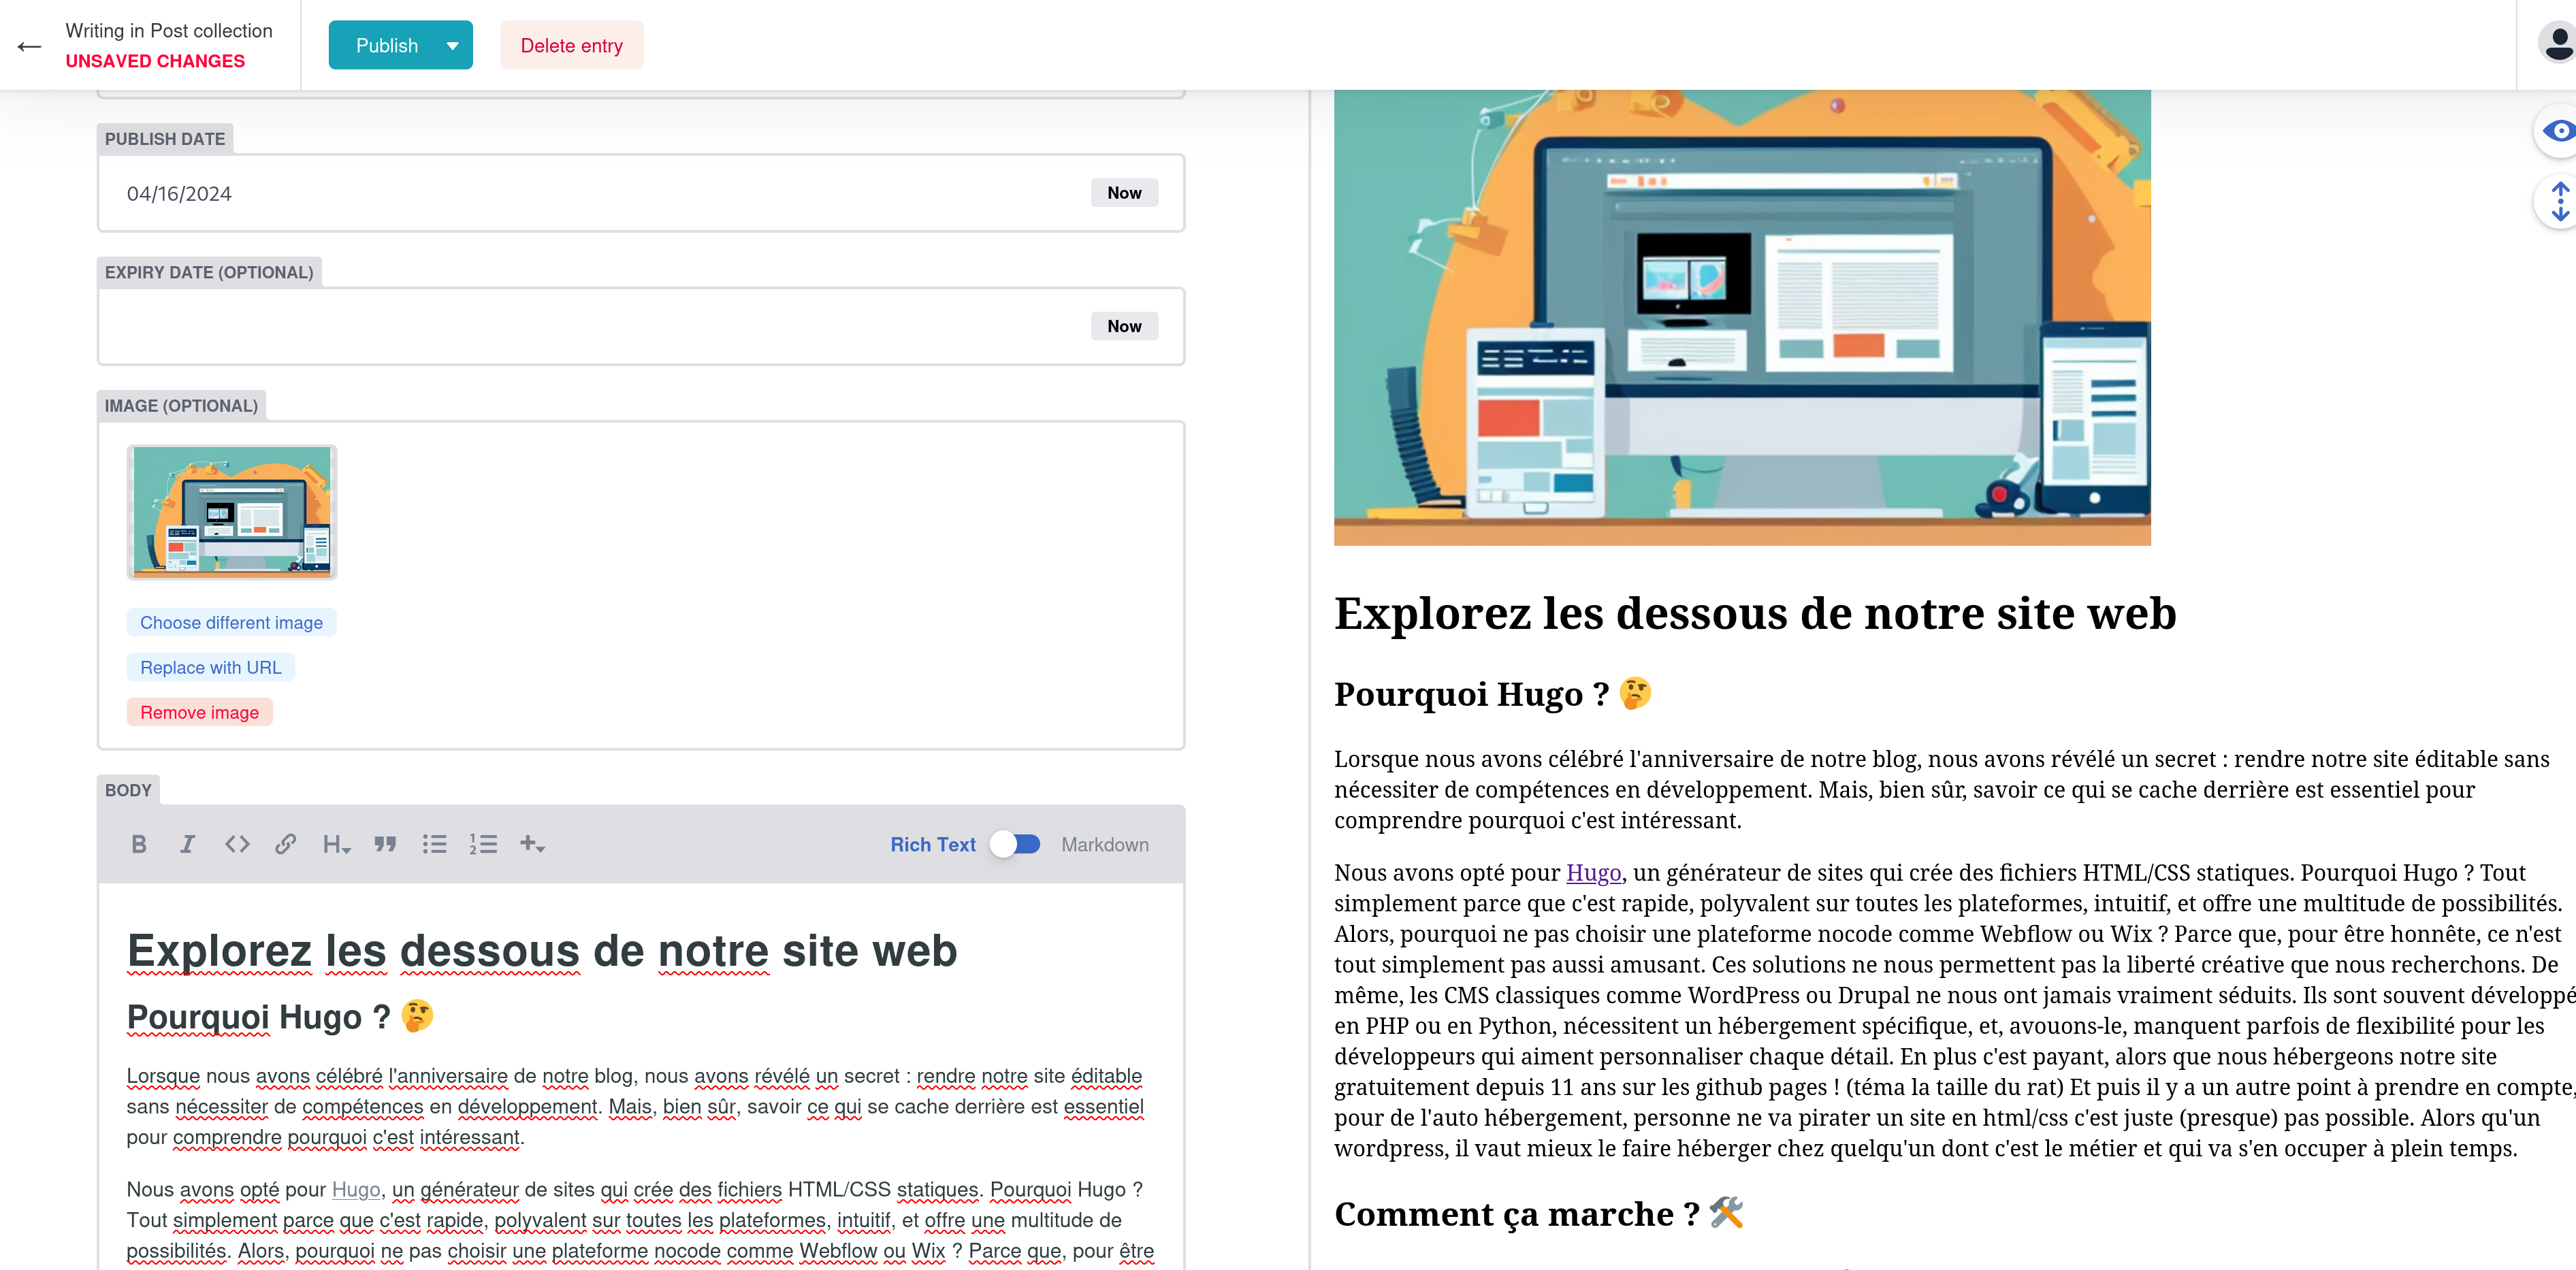 Writing in Post collection
UNSAVED CHANGES
Publish
Delete entry
PUBLISH DATE
04/16/2024
Now
EXPIRY DATE (OPTIONAL)
Now
IMAGE (OPTIONAL)
Choose different image
Replace with URL
Remove image
BODY
Rich Text
Markdown
Explorez les dessous de notre site web
Pourquoi Hugo ? 🤔
Lorsque nous avons célébré l'anniversaire de notre blog, nous avons révélé un secret : rendre notre site éditable
sans nécessiter de compétences en développement. Mais, bien sûr, savoir ce qui se cache derrière est essentiel
pour comprendre pourquoi c'est intéressant.
Nous avons opté pour Hugo, un générateur de sites qui crée des fichiers HTML/CSS statiques. Pourquoi Hugo ?
Tout simplement parce que c'est rapide, polyvalent sur toutes les plateformes, intuitif, et offre une multitude de
possibilités. Alors, pourquoi ne pas choisir une plateforme nocode comme Webflow ou Wix ? Parce que, pour être
Explorez les dessous de notre site web
Pourquoi Hugo ? 🤔
Lorsque nous avons célébré l'anniversaire de notre blog, nous avons révélé un secret : rendre notre site éditable sans
nécessiter de compétences en développement. Mais, bien sûr, savoir ce qui se cache derrière est essentiel pour
comprendre pourquoi c'est intéressant.
Nous avons opté pour Hugo, un générateur de sites qui crée des fichiers HTML/CSS statiques. Pourquoi Hugo ? Tout
simplement parce que c'est rapide, polyvalent sur toutes les plateformes, intuitif, et offre une multitude de possibilités.
Alors, pourquoi ne pas choisir une plateforme nocode comme Webflow ou Wix ? Parce que, pour être honnête, ce n'est
tout simplement pas aussi amusant. Ces solutions ne nous permettent pas la liberté créative que nous recherchons. De
même, les CMS classiques comme WordPress ou Drupal ne nous ont jamais vraiment séduits. Ils sont souvent développé
en PHP ou en Python, nécessitent un hébergement spécifique, et, avouons-le, manquent parfois de flexibilité pour les
développeurs qui aiment personnaliser chaque détail. En plus c'est payant, alors que nous hébergeons notre site
gratuitement depuis 11 ans sur les github pages ! (téma la taille du rat) Et puis il y a un autre point à prendre en compte,
pour de l'auto hébergement, personne ne va pirater un site en html/css c'est juste (presque) pas possible. Alors qu'un
wordpress, il vaut mieux le faire héberger chez quelqu'un dont c'est le métier et qui va s'en occuper à plein temps.
Comment ça marche ? 🛠️